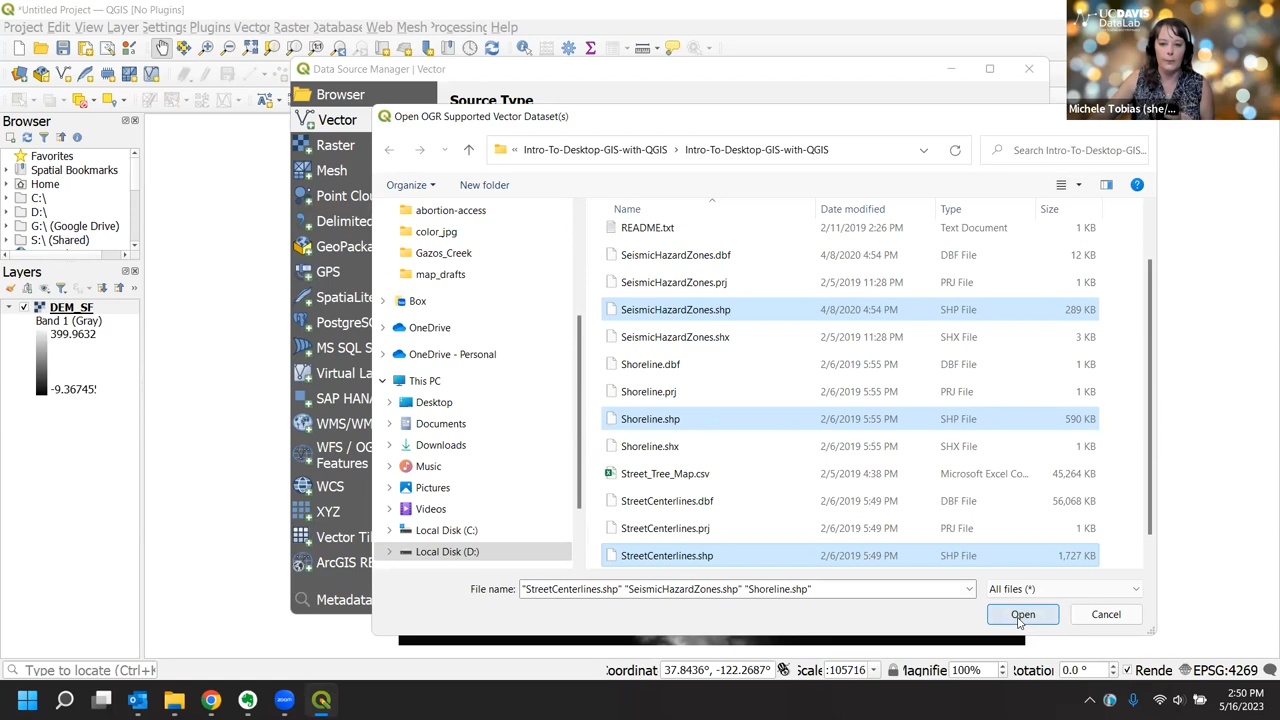 *Untitled Project — QGIS [No Plugins]
Project Edit View Layer Settings Plugins Vector Raster Database Web Mesh Processing Help
UCDAVIS
DataLab
Michele Tobias (she/...
Data Source Manager | Vector
Browser
Vector
Raster
Mesh
Point Clou
Delimited
GeoPacka
GPS
SpatiaLite
PostgreSQ
MS SQL S
Virtual La
SAP HANA
WMS/WM
WFS / OG
Features
WCS
XYZ
Vector Til
ArcGIS RE
Metadata
Source Type
Browser
Favorites
Spatial Bookmarks
Home
C:\
D:\
G:\ (Google Drive)
S:\ (Shared)
Layers
DEM_SF
Band 1 (Gray)
399.9632
-9.36745
Open OGR Supported Vector Dataset(s)
« Intro-To-Desktop-GIS-with-QGIS > Intro-To-Desktop-GIS-with-QGIS
Search Intro-To-Desktop-GIS...
Organize
New folder
abortion-access
color_jpg
Gazos_Creek
map_drafts
Box
OneDrive
OneDrive - Personal
This PC
Desktop
Documents
Downloads
Music
Pictures
Videos
Local Disk (C:)
Local Disk (D:)
Name Date modified Type Size
README.txt 2/11/2019 2:26 PM Text Document 1 KB
SeismicHazardZones.dbf 4/8/2020 4:54 PM DBF File 12 KB
SeismicHazardZones.prj 2/5/2019 11:28 PM PRJ File 1 KB
SeismicHazardZones.shp 4/8/2020 4:54 PM SHP File 289 KB
SeismicHazardZones.shx 2/5/2019 11:28 PM SHX File 3 KB
Shoreline.dbf 2/6/2019 5:55 PM DBF File 1 KB
Shoreline.prj 2/6/2019 5:55 PM PRJ File 1 KB
Shoreline.shp 2/6/2019 5:55 PM SHP File 590 KB
Shoreline.shx 2/6/2019 5:55 PM SHX File 1 KB
Street_Tree_Map.csv 2/5/2019 4:38 PM Microsoft Excel Co... 45,264 KB
StreetCenterlines.dbf 2/6/2019 5:49 PM DBF File 56,068 KB
StreetCenterlines.prj 2/6/2019 5:49 PM PRJ File 1 KB
StreetCenterlines.shp 2/6/2019 5:49 PM SHP File 1,727 KB
File name: "StreetCenterlines.shp" "SeismicHazardZones.shp" "Shoreline.shp"
All files (*)
Open
Cancel
Type to locate (Ctrl+K
Coordinat 37.8436°, -122.2687° Scale :105716 Magnifie 100% Rotation 0.0 ° Rende EPSG:4269
zoom
2:50 PM
5/16/2023